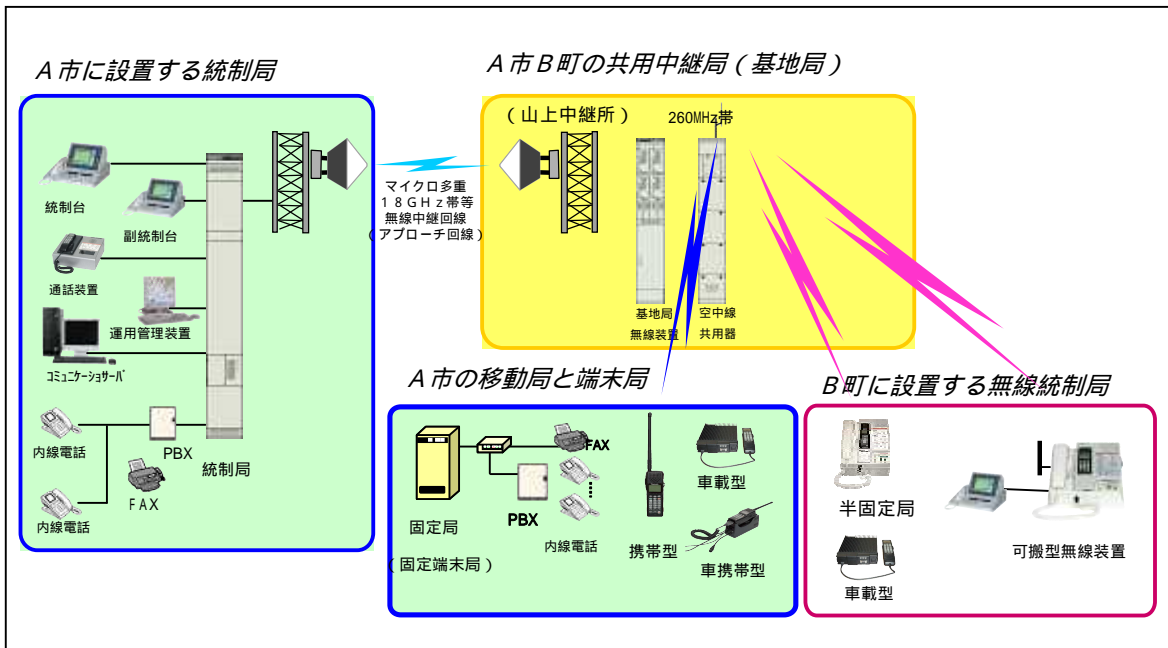 A市に設置する統制局
統制台
副統制台
通話装置
運用管理装置
コミュニケーショサーバ
内線電話
PBX
統制局
FAX
内線電話
マイクロ多重
18GHz帯等
無線中継回線
(アプローチ回線)
A市B町の共用中継局(基地局)
(山上中継所)
260MHz帯
基地局
無線装置
空中線
共用器
A市の移動局と端末局
固定局
(固定端末局)
FAX
PBX
内線電話
携帯型
車載型
車携帯型
B町に設置する無線統制局
半固定局
車載型
可搬型無線装置